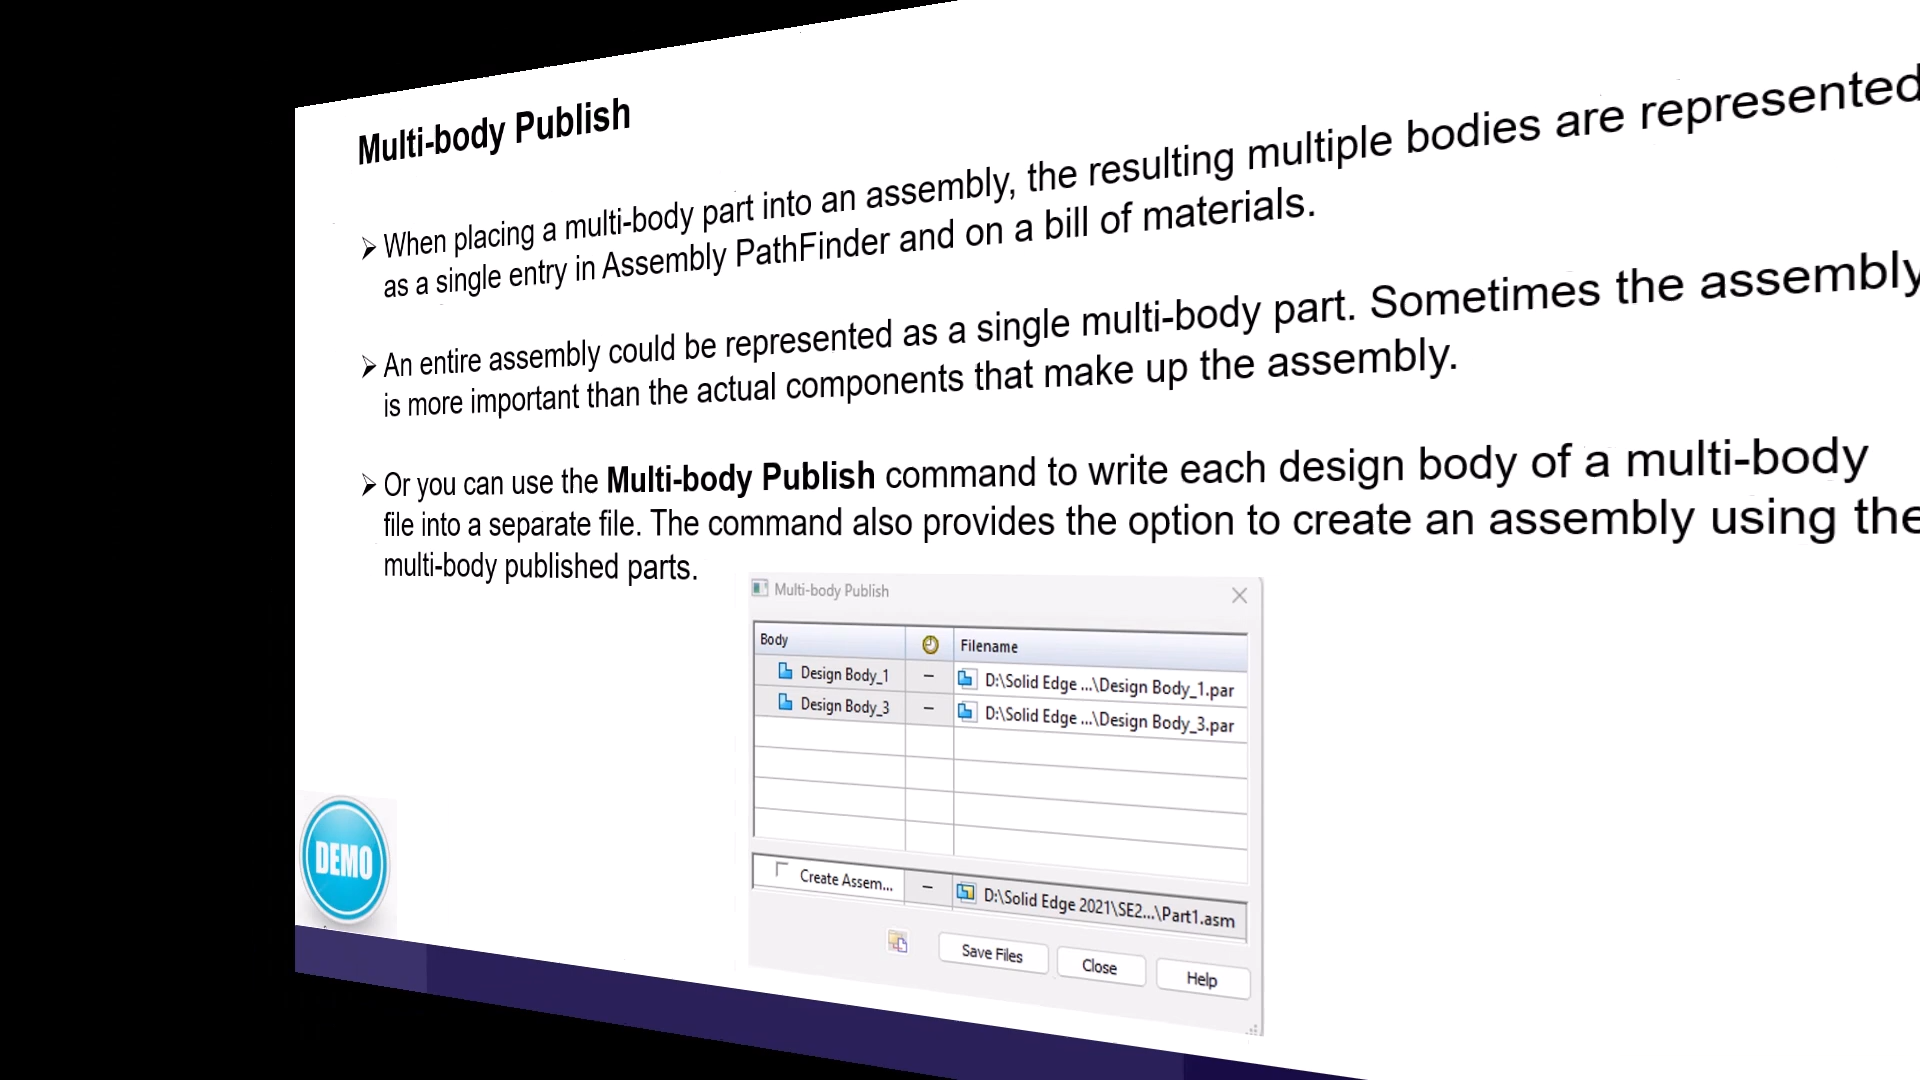 Multi-body Publish
When placing a multi-body part into an assembly, the resulting multiple bodies are represented
as a single entry in Assembly PathFinder and on a bill of materials.
An entire assembly could be represented as a single multi-body part. Sometimes the assembly
is more important than the actual components that make up the assembly.
Or you can use the Multi-body Publish command to write each design body of a multi-body
file into a separate file. The command also provides the option to create an assembly using the
multi-body published parts.
Multi-body Publish
Body Filename
Design Body_1 – D:\Solid Edge ...\Design Body_1.par
Design Body_3 – D:\Solid Edge ...\Design Body_3.par
Create Assem... – D:\Solid Edge 2021\SE2...\Part1.asm
Save Files Close Help
DEMO